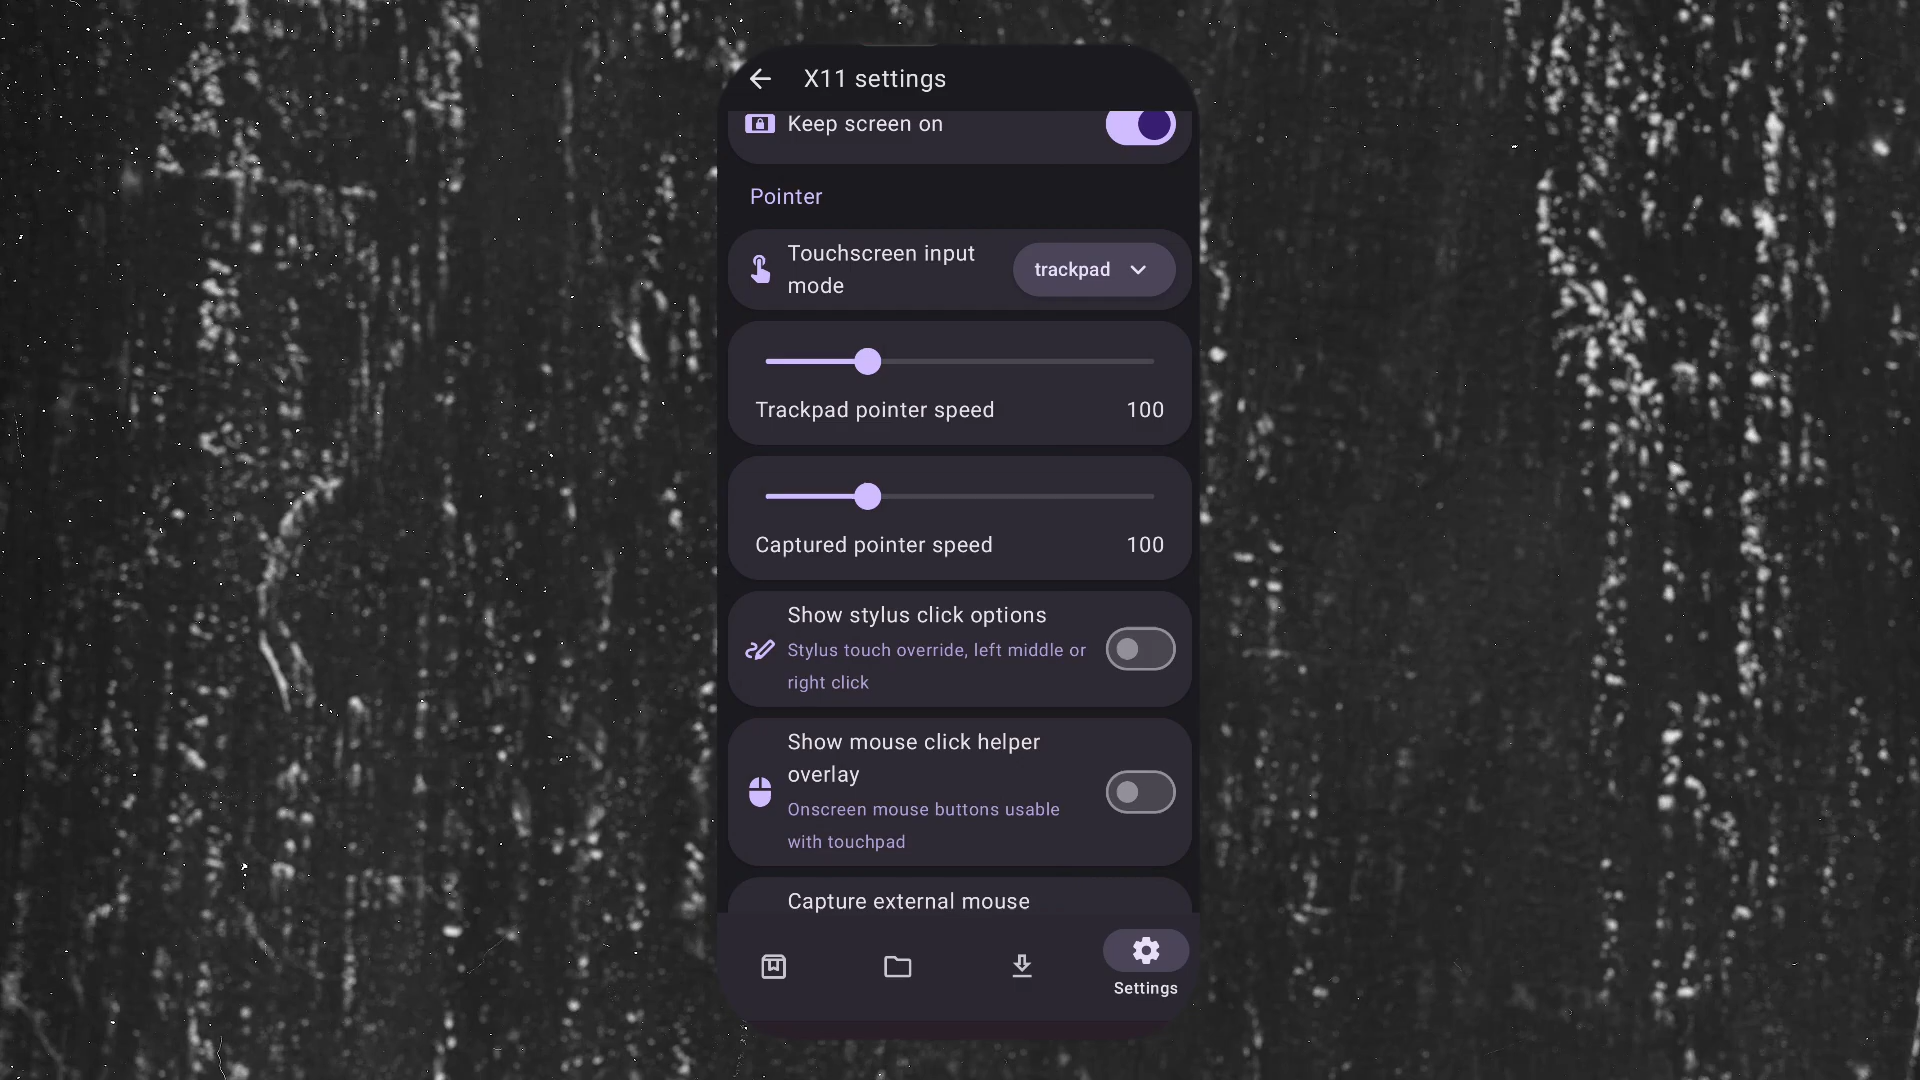 X11 settings
Keep screen on
Pointer
Touchscreen input
mode
trackpad
Trackpad pointer speed
100
Captured pointer speed
100
Show stylus click options
Stylus touch override, left middle or
right click
Show mouse click helper
overlay
Onscreen mouse buttons usable
with touchpad
Capture external mouse
Settings